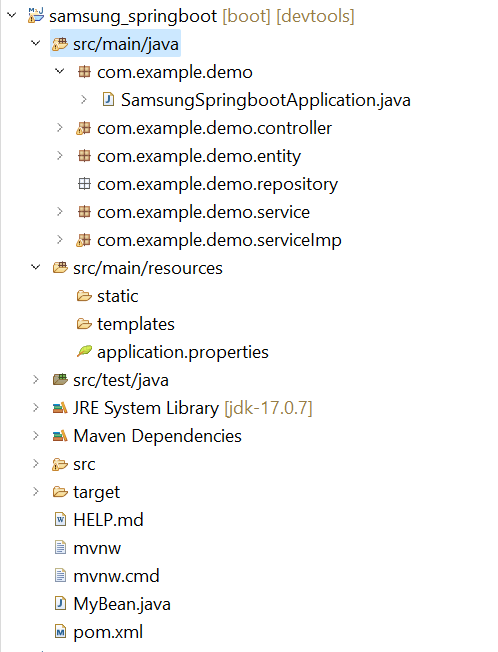 samsung_springboot [boot] [devtools]
src/main/java
com.example.demo
SamsungSpringbootApplication.java
com.example.demo.controller
com.example.demo.entity
com.example.demo.repository
com.example.demo.service
com.example.demo.serviceImp
src/main/resources
static
templates
application.properties
src/test/java
JRE System Library [jdk-17.0.7]
Maven Dependencies
src
target
HELP.md
mvnw
mvnw.cmd
MyBean.java
pom.xml